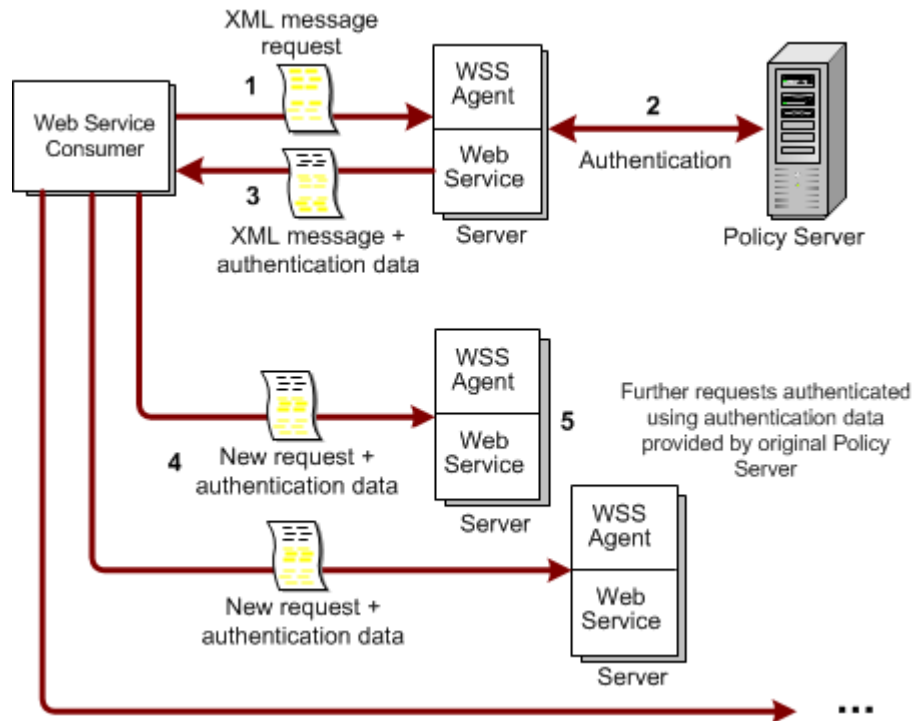 XML message
request
1
WSS
Agent
2
Web Service
Consumer
Authentication
Web
Service
3
XML message +
authentication data
Server
Policy Server
WSS
Agent
5
Further requests authenticated
using authentication data
provided by original Policy
Server
Web
Service
4
New request +
authentication data
Server
WSS
Agent
New request +
authentication data
Web
Service
Server
...